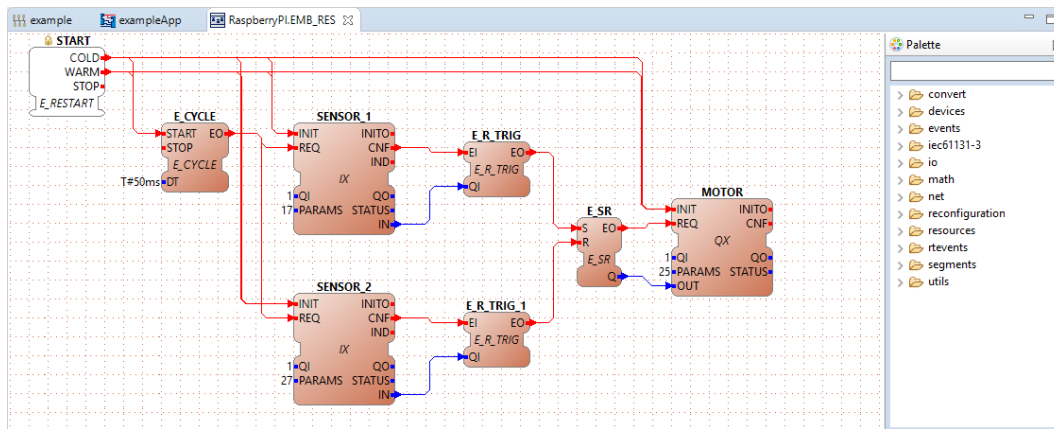 example
exampleApp
RaspberryPI.EMB_RES
START
COLD
WARM
STOP
E_RESTART
E_CYCLE
START EO
STOP
E_CYCLE
T#50ms DT
SENSOR_1
INIT INITO
REQ CNF
IND
IX
1 QI QO
17 PARAMS STATUS
IN
E_R_TRIG
EI EO
E_R_TRIG
QI
SENSOR_2
INIT INITO
REQ CNF
IND
IX
1 QI QO
27 PARAMS STATUS
IN
E_R_TRIG_1
EI EO
E_R_TRIG
QI
E_SR
S EO
R
E_SR
Q
MOTOR
INIT INITO
REQ CNF
QX
1 QI QO
25 PARAMS STATUS
OUT
Palette
convert
devices
events
iec61131-3
io
math
net
reconfiguration
resources
rtevents
segments
utils